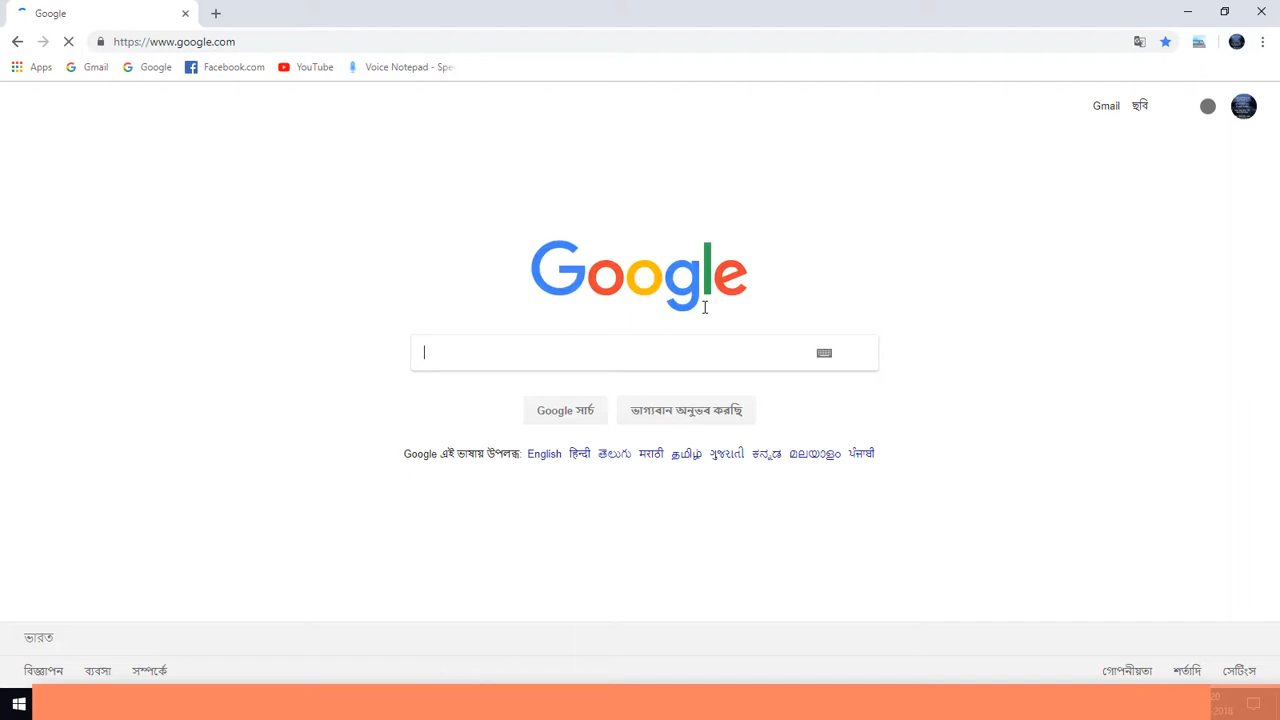 Google
https://www.google.com
Apps Gmail Google Facebook.com YouTube Voice Notepad - Spe
Gmail ছবি
Google
Google সার্চ ভাগ্যবান অনুভব করছি
Google এই ভাষায় উপলব্ধ: English हिन्दी తెలుగు मराठी தமிழ் ગુજરાતી ಕನ್ನಡ മലയാളം ਪੰਜਾਬੀ
ভারত
বিজ্ঞাপন ব্যবসা সম্পর্কে গোপনীয়তা শর্তাদি সেটিংস
20
-2018